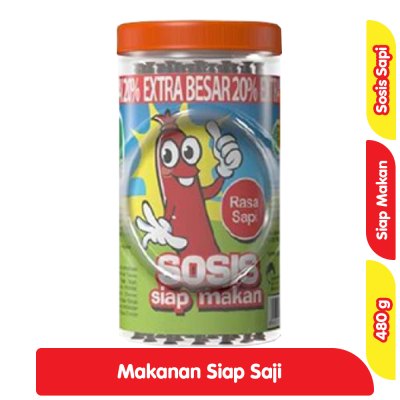 20% EXTRA BESAR 20% E
Rasa
Sapi
SOSIS
siap makan
Sosis Sapi
Siap Makan
480 g
Makanan Siap Saji